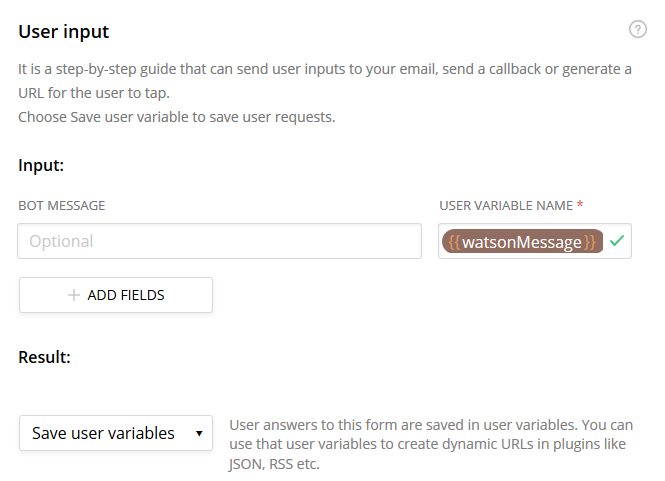 User input
?
It is a step-by-step guide that can send user inputs to your email, send a callback or generate a
URL for the user to tap.
Choose Save user variable to save user requests.
Input:
BOT MESSAGE
USER VARIABLE NAME *
Optional
{{watsonMessage}}
+ ADD FIELDS
Result:
Save user variables
User answers to this form are saved in user variables. You can
use that user variables to create dynamic URLs in plugins like
JSON, RSS etc.